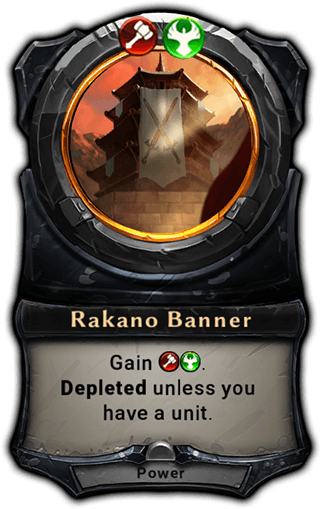 Rakano Banner
Gain .
Depleted unless you
have a unit.
Power